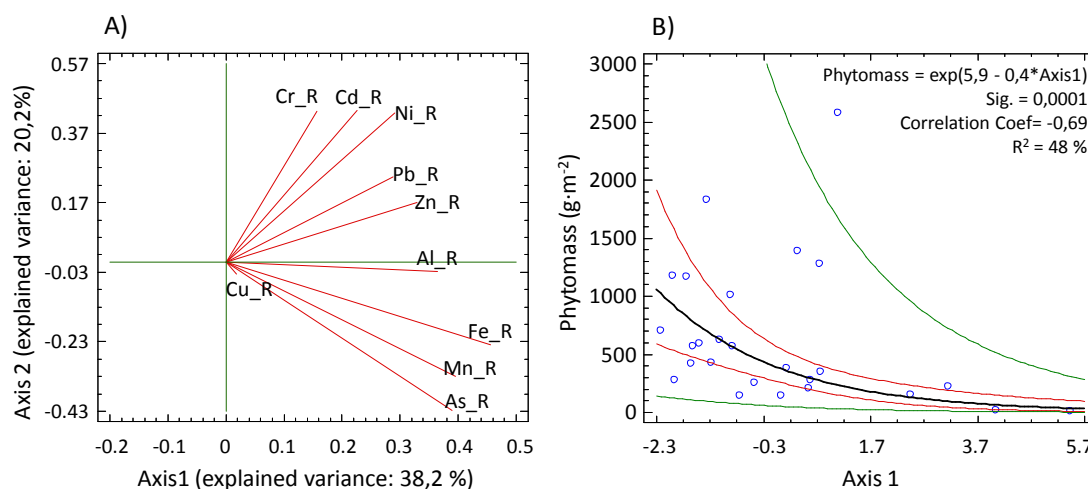 A)
0.57
0.37
0.17
-0.03
-0.23
-0.43
Axis 2 (explained variance: 20,2%)
Cr_R
Cd_R
Ni_R
Pb_R
Zn_R
Al_R
Cu_R
Fe_R
Mn_R
As_R
-0.2
-0.1
0
0.1
0.2
0.3
0.4
0.5
Axis1 (explained variance: 38,2 %)
B)
3000
2500
2000
1500
1000
500
0
Phytomass (g·m-2)
Phytomass = exp(5,9 - 0,4*Axis1)
Sig. = 0,0001
Correlation Coef= -0,69
R2 = 48 %
-2.3
-0.3
1.7
3.7
5.7
Axis 1